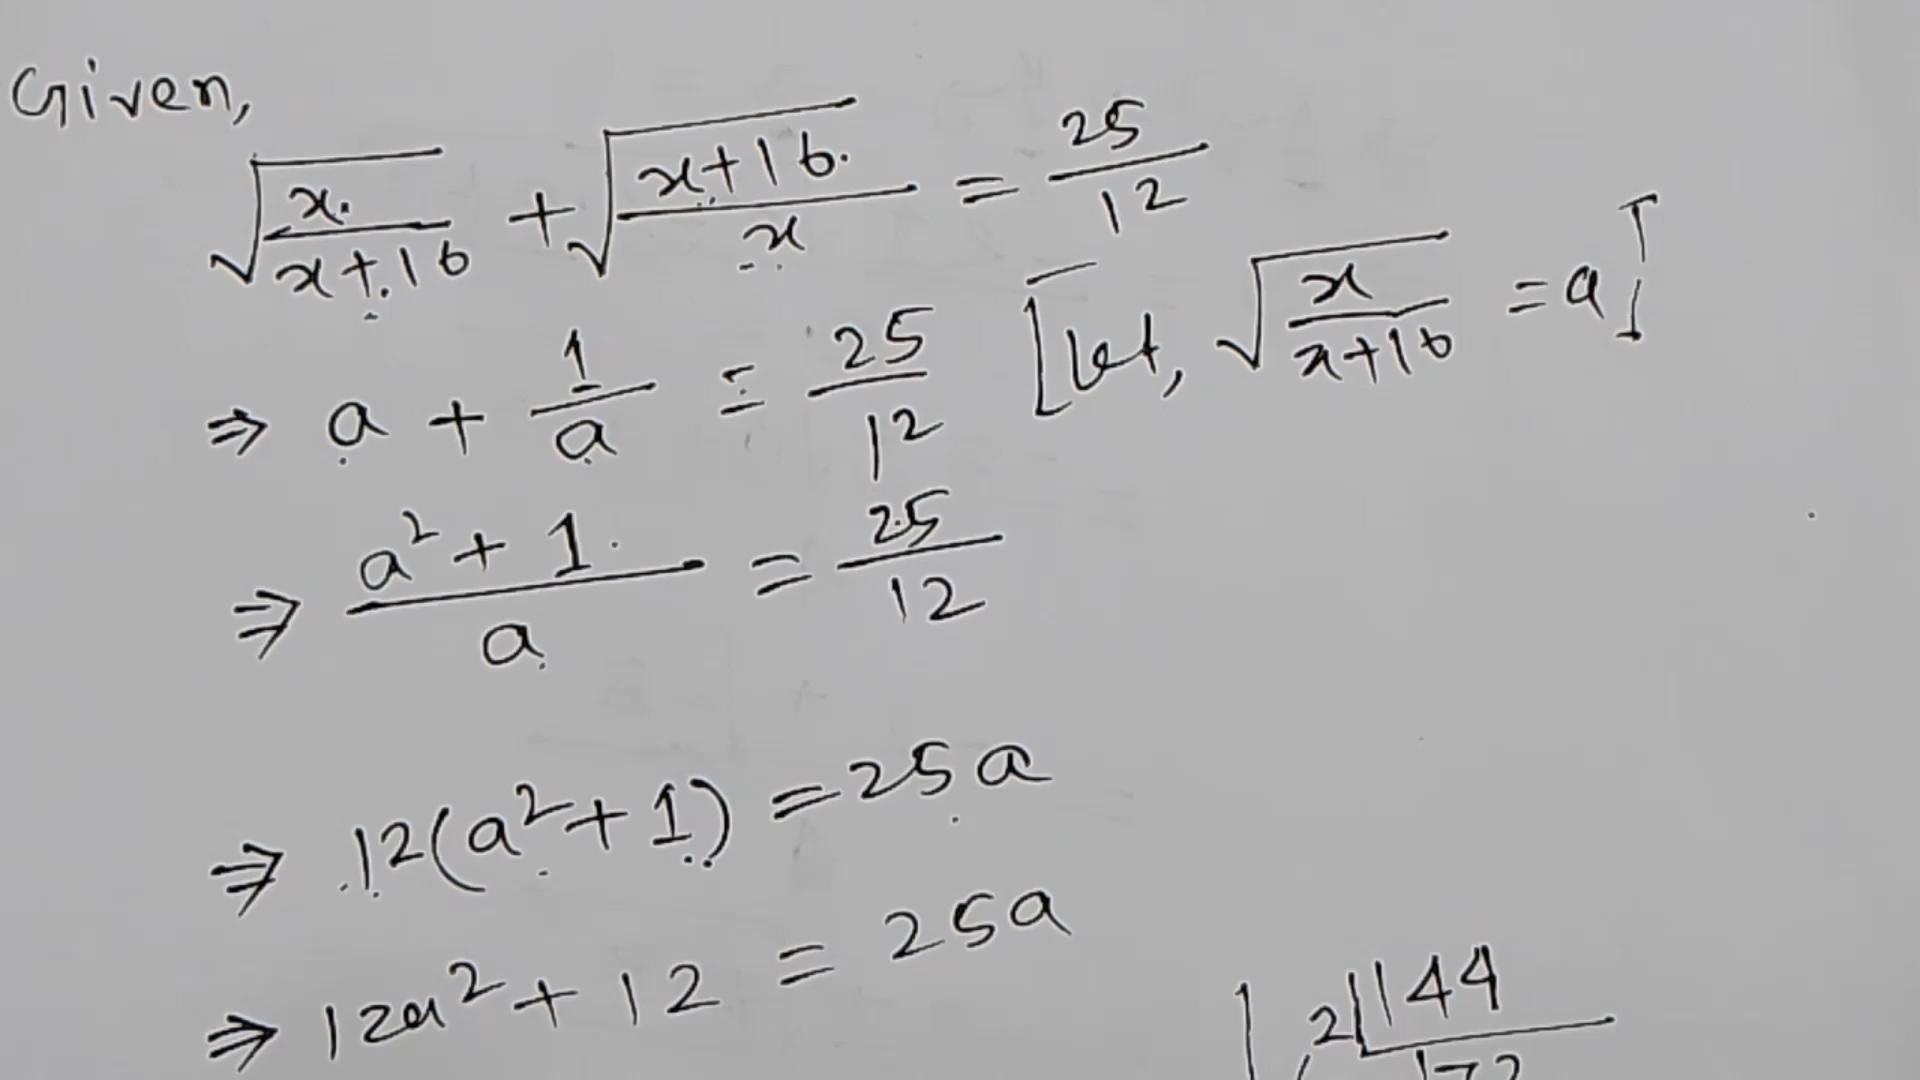 Given,
√(x/(x+16)) + √((x+16)/x) = 25/12
⇒ a + 1/a = 25/12 [let, √(x/(x+16)) = a]
⇒ (a² + 1)/a = 25/12
⇒ 12(a² + 1) = 25a
⇒ 12a² + 12 = 25a
2|144
72